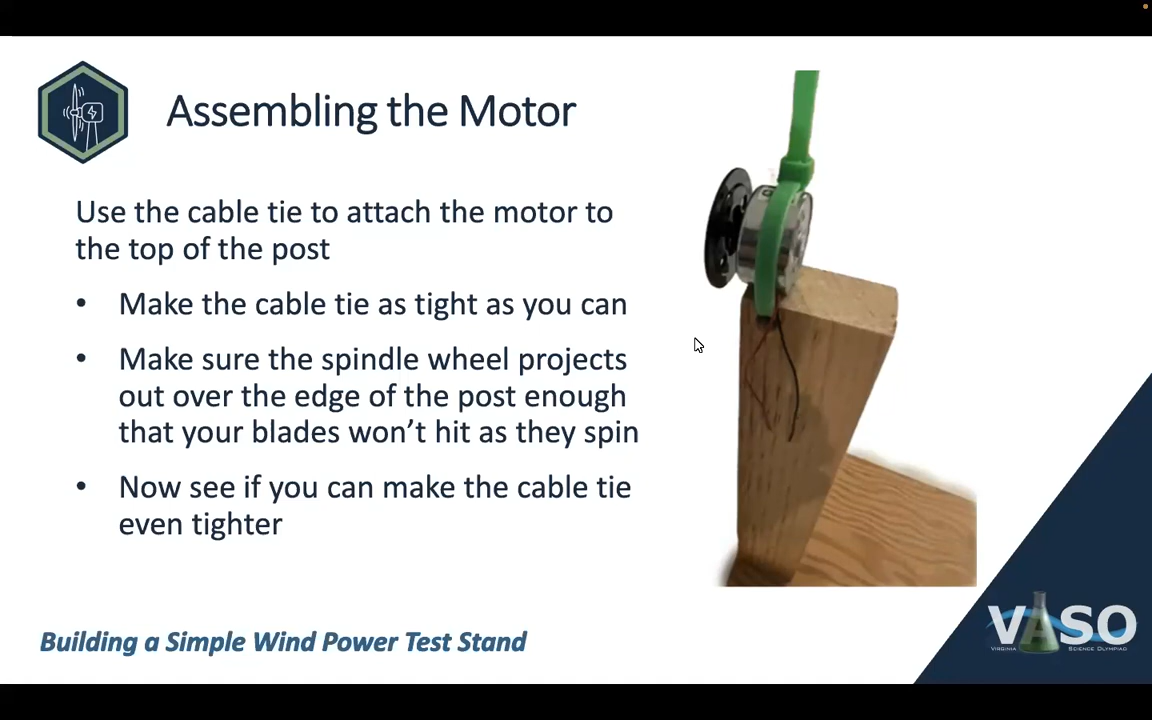 Assembling the Motor
Use the cable tie to attach the motor to
the top of the post
• Make the cable tie as tight as you can
• Make sure the spindle wheel projects
out over the edge of the post enough
that your blades won’t hit as they spin
• Now see if you can make the cable tie
even tighter
Building a Simple Wind Power Test Stand
VASO
VIRGINIA SCIENCE OLYMPIAD